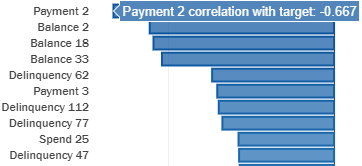 Payment 2
Payment 2 correlation with target: -0.667
Balance 2
Balance 18
Balance 33
Delinquency 62
Payment 3
Delinquency 112
Delinquency 77
Spend 25
Delinquency 47